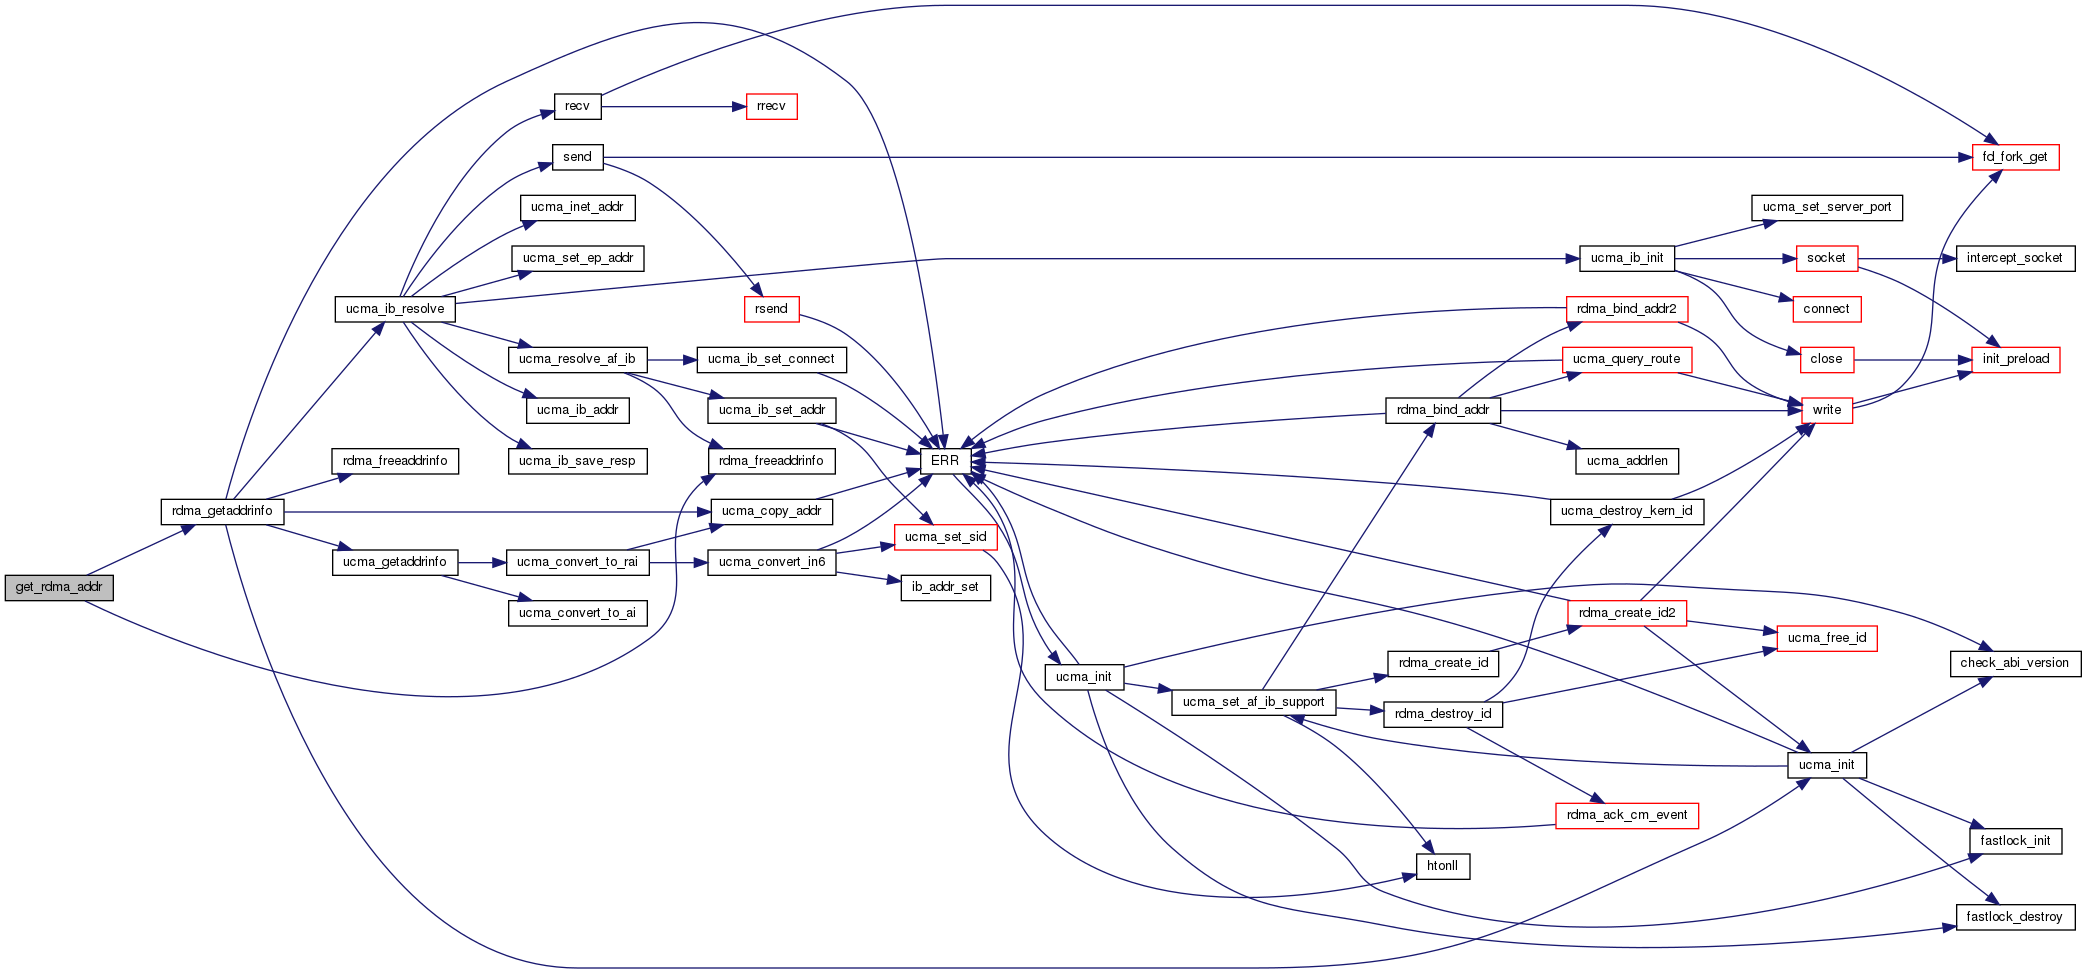 get_rdma_addr
rdma_getaddrinfo
ucma_ib_resolve
rdma_freeaddrinfo
ucma_getaddrinfo
recv
send
ucma_inet_addr
ucma_set_ep_addr
ucma_resolve_af_ib
ucma_ib_addr
ucma_ib_save_resp
ucma_convert_to_rai
ucma_convert_to_ai
rrecv
rsend
ucma_ib_set_connect
ucma_ib_set_addr
rdma_freeaddrinfo
ucma_copy_addr
ucma_convert_in6
ERR
ucma_set_sid
ib_addr_set
ucma_init
ucma_set_af_ib_support
rdma_bind_addr
rdma_create_id
rdma_destroy_id
htonll
ucma_ib_init
rdma_bind_addr2
ucma_query_route
ucma_addrlen
ucma_destroy_kern_id
rdma_create_id2
rdma_ack_cm_event
ucma_set_server_port
socket
connect
close
write
ucma_free_id
ucma_init
fd_fork_get
intercept_socket
init_preload
check_abi_version
fastlock_init
fastlock_destroy